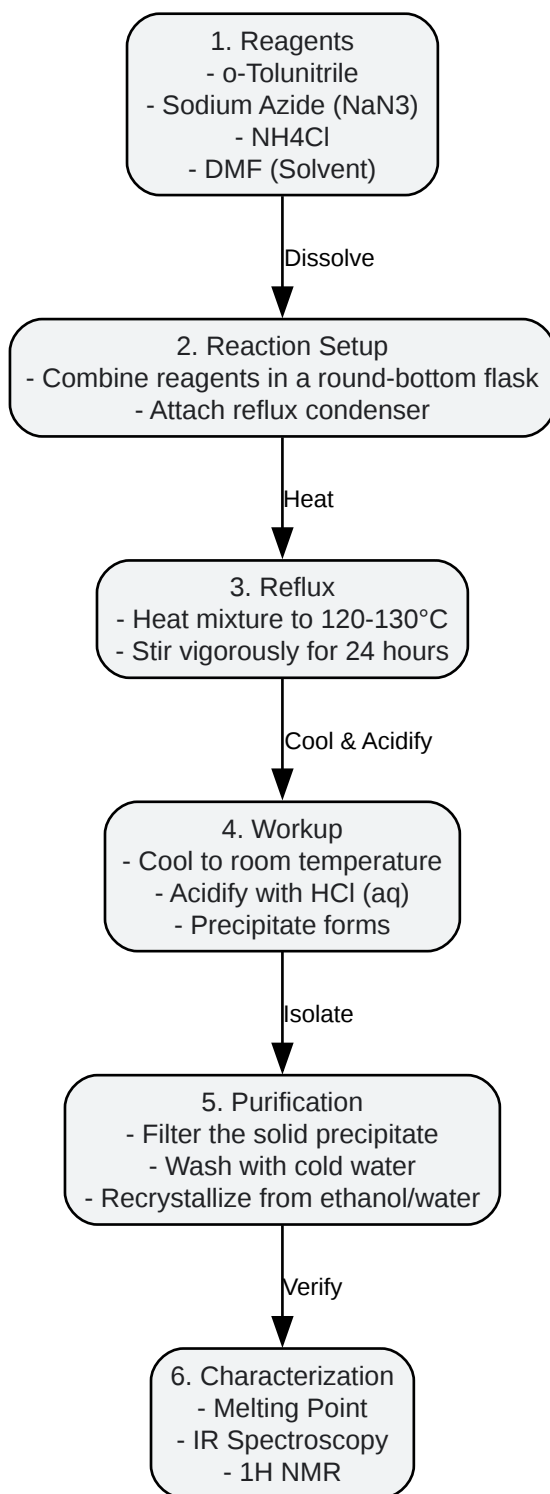 1. Reagents
- o-Tolunitrile
- Sodium Azide (NaN3)
- NH4Cl
- DMF (Solvent)
Dissolve
2. Reaction Setup
- Combine reagents in a round-bottom flask
- Attach reflux condenser
Heat
3. Reflux
- Heat mixture to 120-130°C
- Stir vigorously for 24 hours
Cool & Acidify
4. Workup
- Cool to room temperature
- Acidify with HCl (aq)
- Precipitate forms
Isolate
5. Purification
- Filter the solid precipitate
- Wash with cold water
- Recrystallize from ethanol/water
Verify
6. Characterization
- Melting Point
- IR Spectroscopy
- 1H NMR